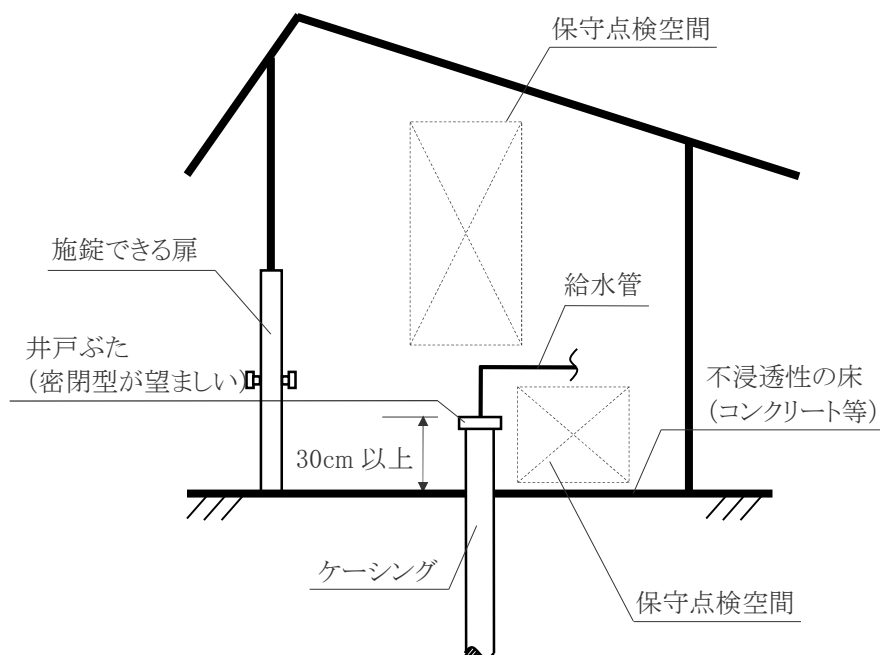 保守点検空間
施錠できる扉
給水管
井戸ぶた
(密閉型が望ましい)
不浸透性の床
(コンクリート等)
30cm 以上
ケーシング
保守点検空間